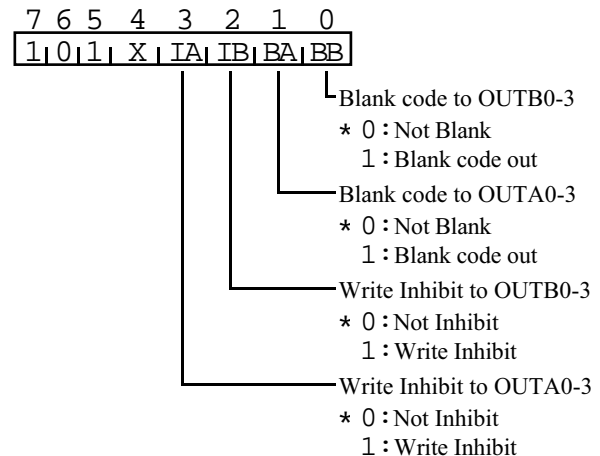 7 6 5 4 3 2 1 0
1 0 1 X IA IB BA BB
Blank code to OUTB0-3
* 0:Not Blank
1:Blank code out
Blank code to OUTA0-3
* 0:Not Blank
1:Blank code out
Write Inhibit to OUTB0-3
* 0:Not Inhibit
1:Write Inhibit
Write Inhibit to OUTA0-3
* 0:Not Inhibit
1:Write Inhibit